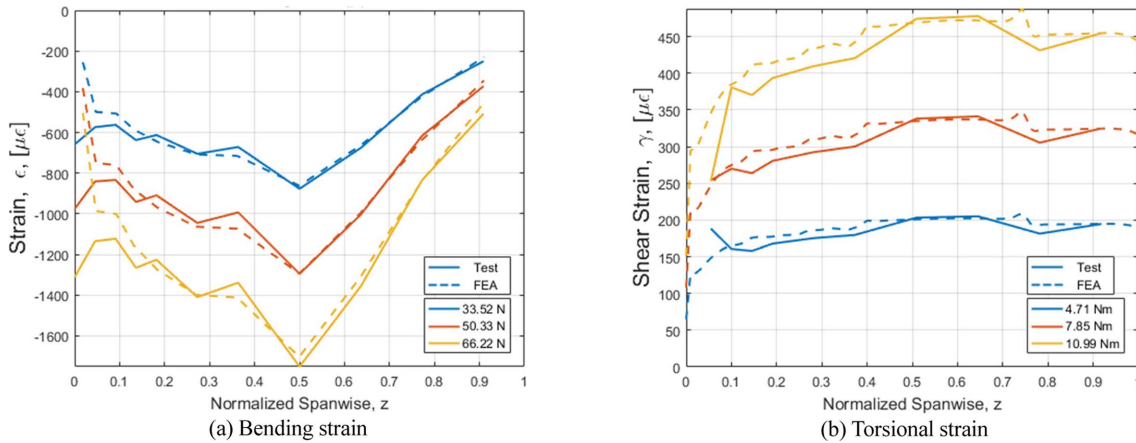 0
-200
-400
-600
-800
-1000
-1200
-1400
-1600
Strain, ϵ, [μϵ]
0 0.1 0.2 0.3 0.4 0.5 0.6 0.7 0.8 0.9 1
Normalized Spanwise, z
Test
FEA
33.52 N
50.33 N
66.22 N
(a) Bending strain
450
400
350
300
250
200
150
100
50
0
Shear Strain, γ, [μϵ]
0 0.1 0.2 0.3 0.4 0.5 0.6 0.7 0.8 0.9 1
Normalized Spanwise, z
Test
FEA
4.71 Nm
7.85 Nm
10.99 Nm
(b) Torsional strain